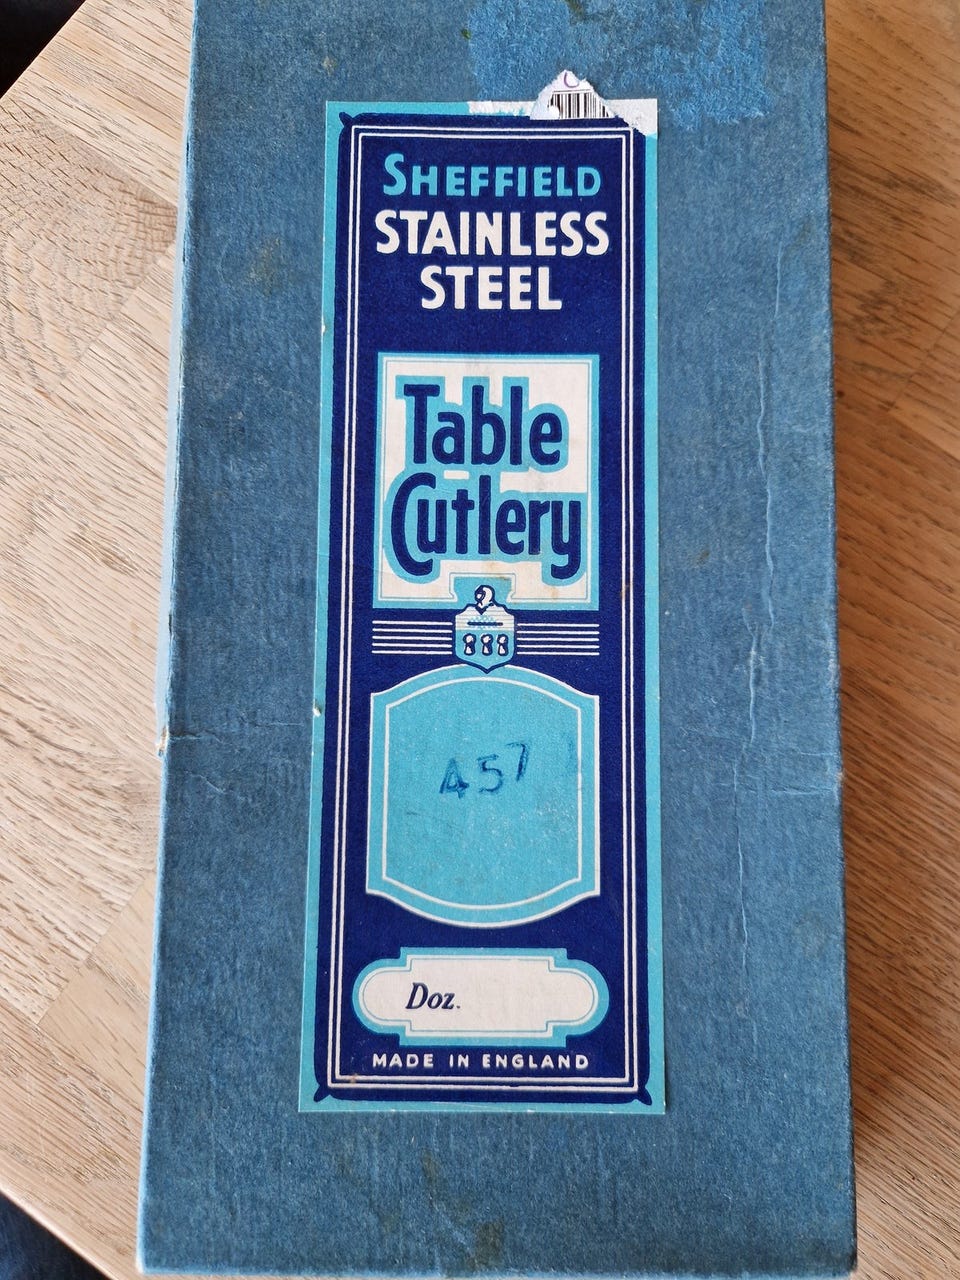 SHEFFIELD
STAINLESS
STEEL
Table
Cutlery
457
Doz.
MADE IN ENGLAND